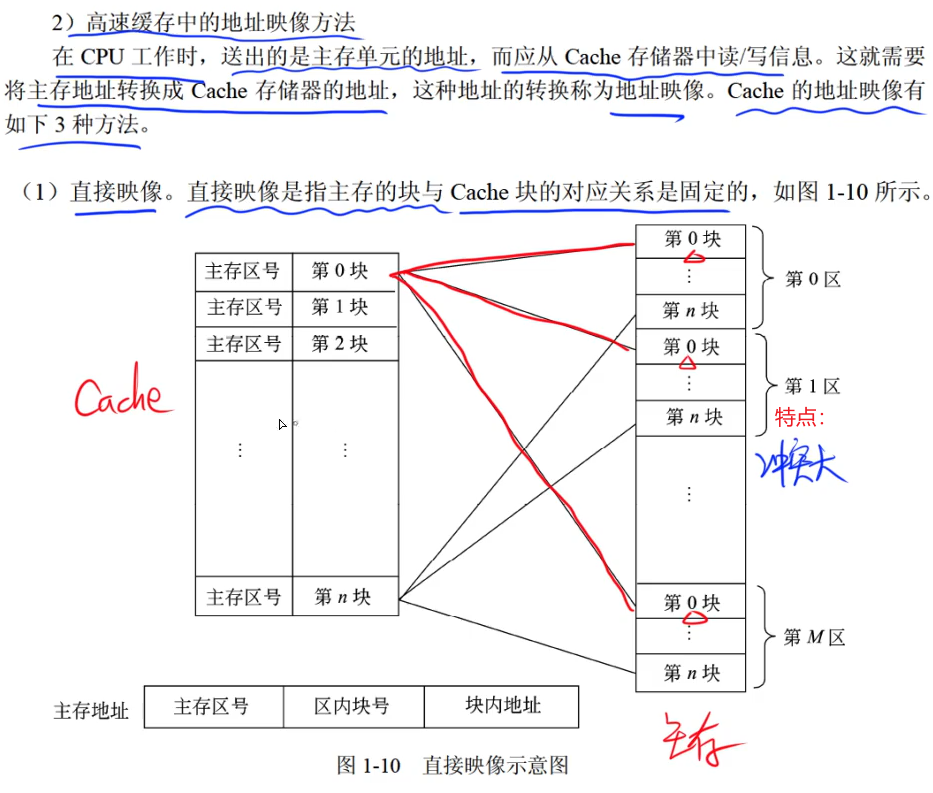 2）高速缓存中的地址映像方法
在 CPU 工作时，送出的是主存单元的地址，而应从 Cache 存储器中读/写信息。这就需要
将主存地址转换成 Cache 存储器的地址，这种地址的转换称为地址映像。Cache 的地址映像有
如下 3 种方法。
（1）直接映像。直接映像是指主存的块与 Cache 块的对应关系是固定的，如图 1-10 所示。
主存区号 第 0 块
主存区号 第 1 块
主存区号 第 2 块
⋮ ⋮
主存区号 第 n 块
Cache
第 0 块
⋮
第 n 块
第 0 区
第 0 块
⋮
第 n 块
第 1 区
特点：
冲突大
⋮
第 0 块
⋮
第 n 块
第 M 区
主存
主存地址 主存区号 区内块号 块内地址
图 1-10 直接映像示意图